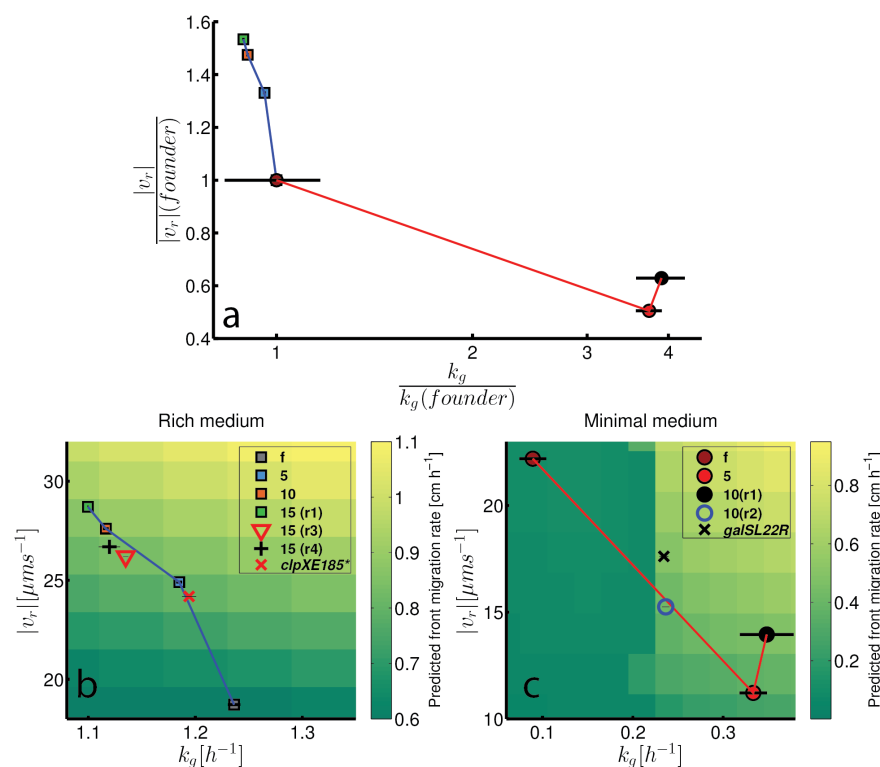 1.6
1.4
1.2
1
0.8
0.6
0.4
|v_r|
|v_r|(founder)
a
1 2 3 4
k_g
k_g(founder)
Rich medium
30
25
20
|v_r|[μms⁻¹]
b
f
5
10
15 (r1)
15 (r3)
15 (r4)
clpXE185*
1.1 1.2 1.3
k_g[h⁻¹]
1.1
1
0.9
0.8
0.7
0.6
Predicted front migration rate [cm h⁻¹]
Minimal medium
20
15
10
|v_r|[μms⁻¹]
c
f
5
10(r1)
10(r2)
galSL22R
0.1 0.2 0.3
k_g[h⁻¹]
0.8
0.6
0.4
0.2
Predicted front migration rate [cm h⁻¹]